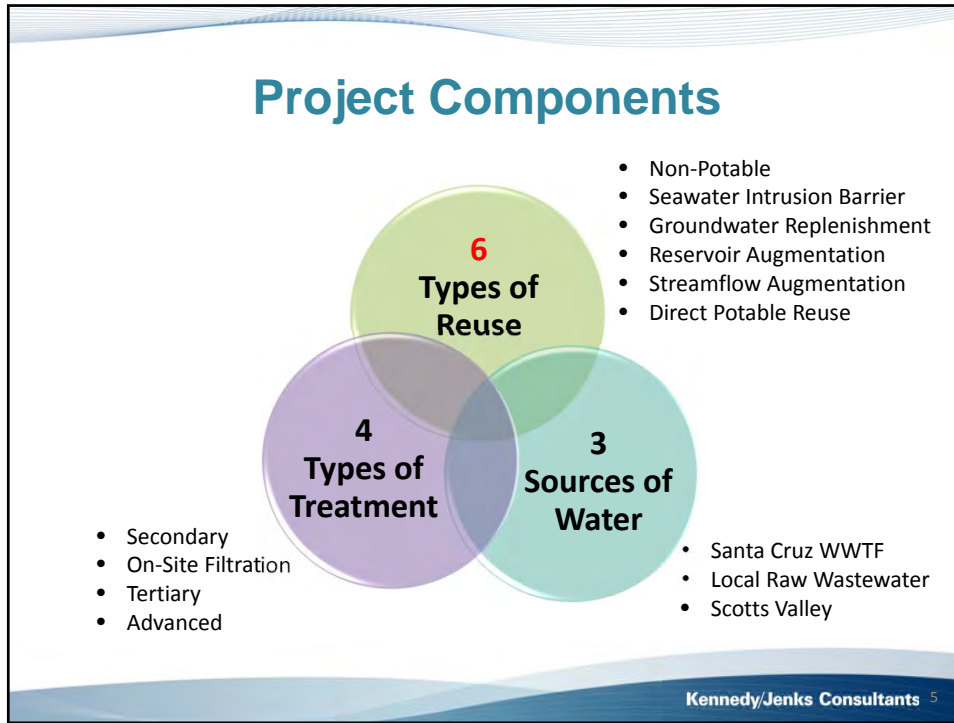 Project Components
• Non-Potable
• Seawater Intrusion Barrier
• Groundwater Replenishment
• Reservoir Augmentation
• Streamflow Augmentation
• Direct Potable Reuse
6
Types of
Reuse
4
Types of
Treatment
3
Sources of
Water
• Secondary
• On-Site Filtration
• Tertiary
• Advanced
• Santa Cruz WWTF
• Local Raw Wastewater
• Scotts Valley
Kennedy/Jenks Consultants 5